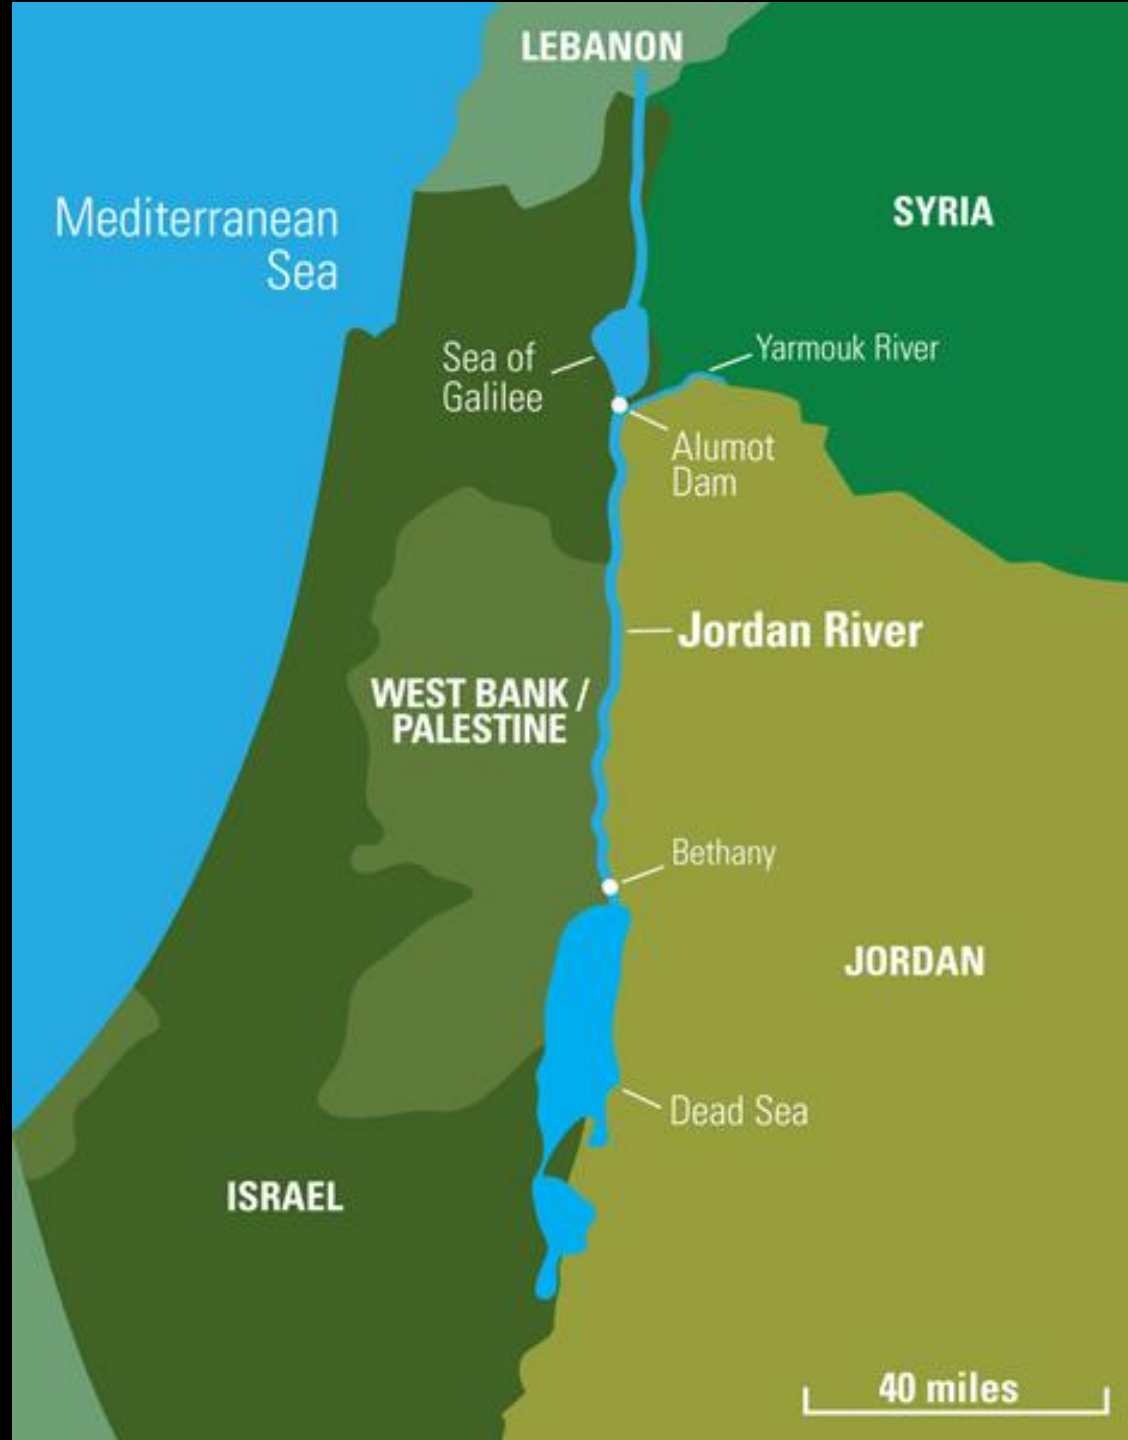 LEBANON
Mediterranean
Sea
SYRIA
Sea of
Galilee
Yarmouk River
Alumot
Dam
Jordan River
WEST BANK /
PALESTINE
Bethany
JORDAN
Dead Sea
ISRAEL
40 miles